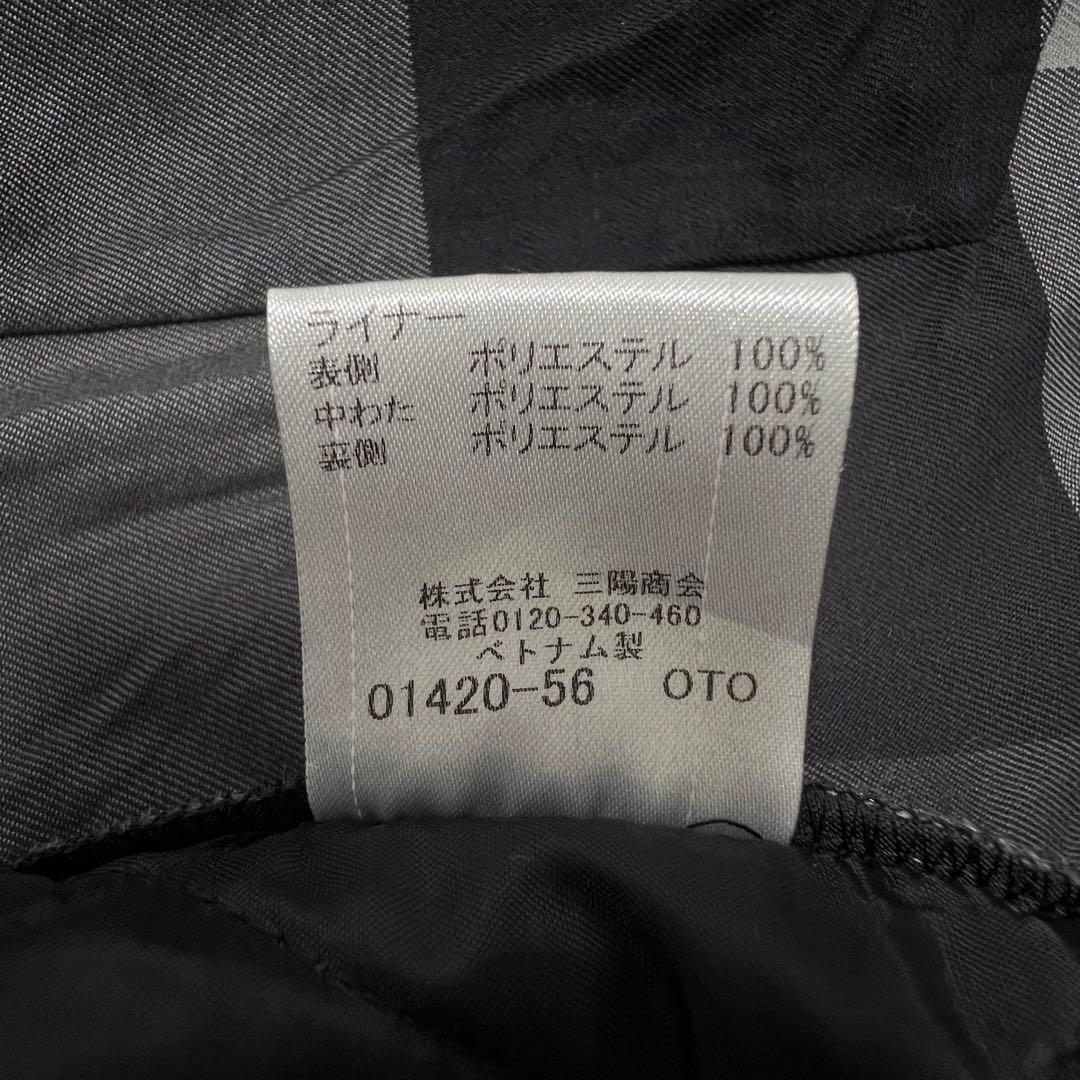 ライナー
表側 ポリエステル 100%
中わた ポリエステル 100%
裏側 ポリエステル 100%
株式会社 三陽商会
電話0120-340-460
ベトナム製
01420-56 OTO